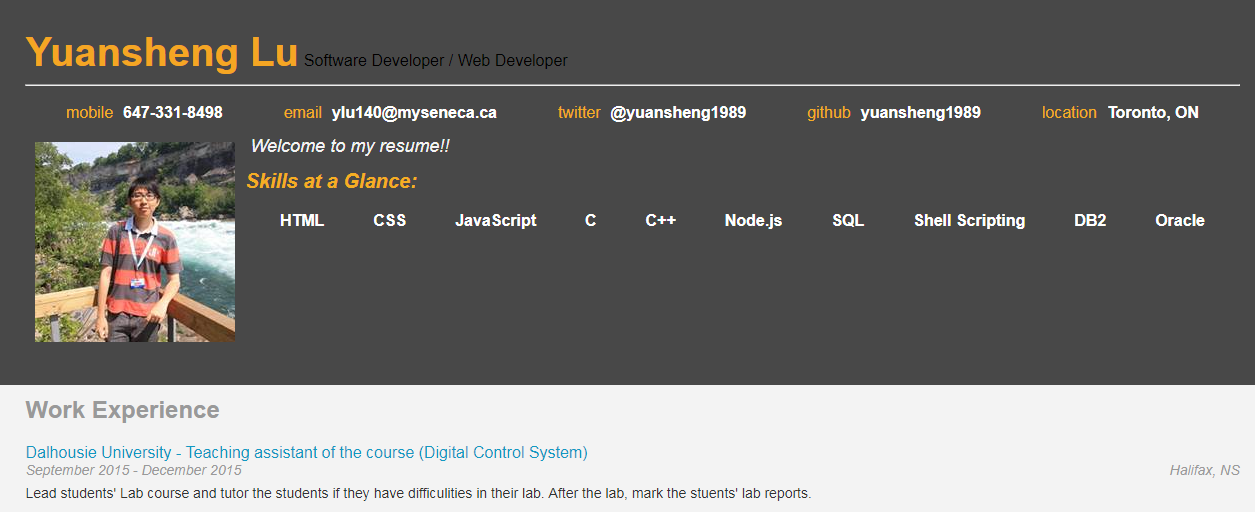 Yuansheng Lu Software Developer / Web Developer
mobile 647-331-8498 email ylu140@myseneca.ca twitter @yuansheng1989 github yuansheng1989 location Toronto, ON
Welcome to my resume!!
Skills at a Glance:
HTML CSS JavaScript C C++ Node.js SQL Shell Scripting DB2 Oracle
Work Experience
Dalhousie University - Teaching assistant of the course (Digital Control System)
September 2015 - December 2015 Halifax, NS
Lead students' Lab course and tutor the students if they have difficulities in their lab. After the lab, mark the stuents' lab reports.